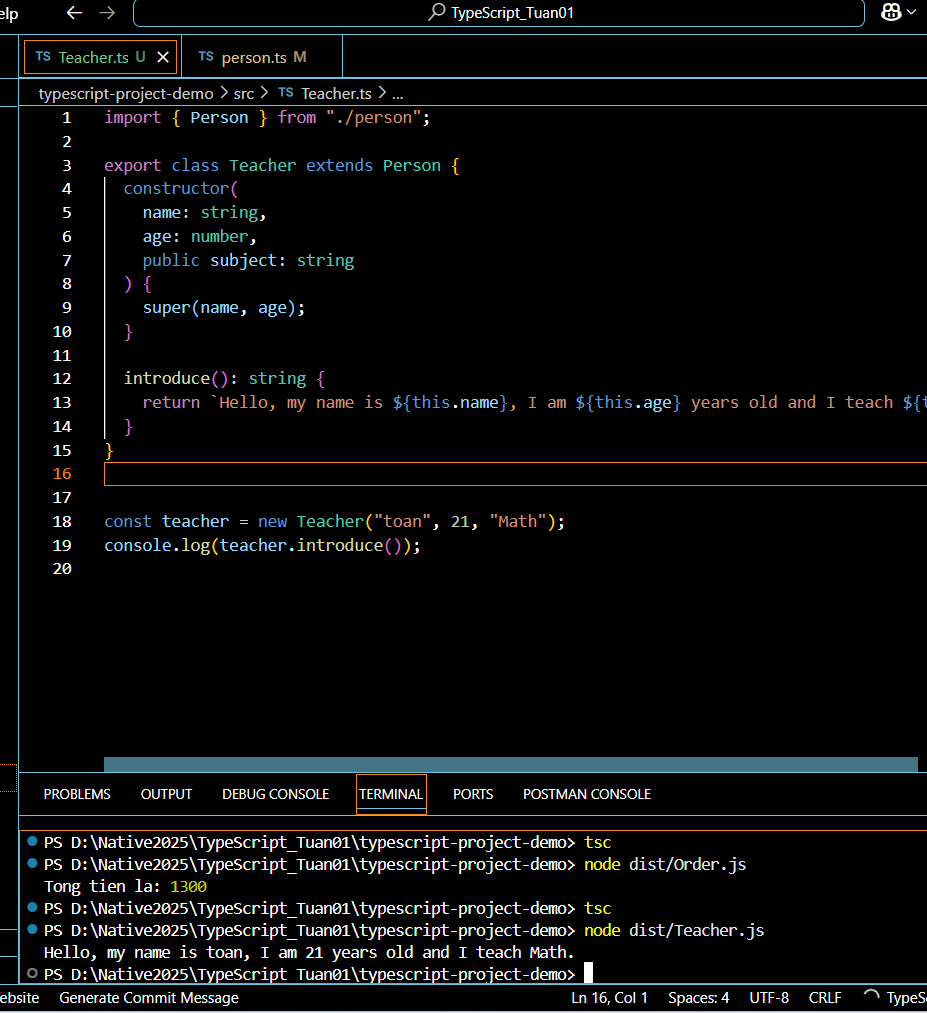 elp
TypeScript_Tuan01
TS Teacher.ts U
TS person.ts M
typescript-project-demo > src > TS Teacher.ts > ...
1 import { Person } from "./person";
2
3 export class Teacher extends Person {
4 constructor(
5 name: string,
6 age: number,
7 public subject: string
8 ) {
9 super(name, age);
10 }
11
12 introduce(): string {
13 return `Hello, my name is ${this.name}, I am ${this.age} years old and I teach ${t
14 }
15 }
16
17
18 const teacher = new Teacher("toan", 21, "Math");
19 console.log(teacher.introduce());
20
PROBLEMS OUTPUT DEBUG CONSOLE TERMINAL PORTS POSTMAN CONSOLE
PS D:\Native2025\TypeScript_Tuan01\typescript-project-demo> tsc
PS D:\Native2025\TypeScript_Tuan01\typescript-project-demo> node dist/Order.js
Tong tien la: 1300
PS D:\Native2025\TypeScript_Tuan01\typescript-project-demo> tsc
PS D:\Native2025\TypeScript_Tuan01\typescript-project-demo> node dist/Teacher.js
Hello, my name is toan, I am 21 years old and I teach Math.
PS D:\Native2025\TypeScript_Tuan01\typescript-project-demo>
ebsite Generate Commit Message Ln 16, Col 1 Spaces: 4 UTF-8 CRLF TypeS